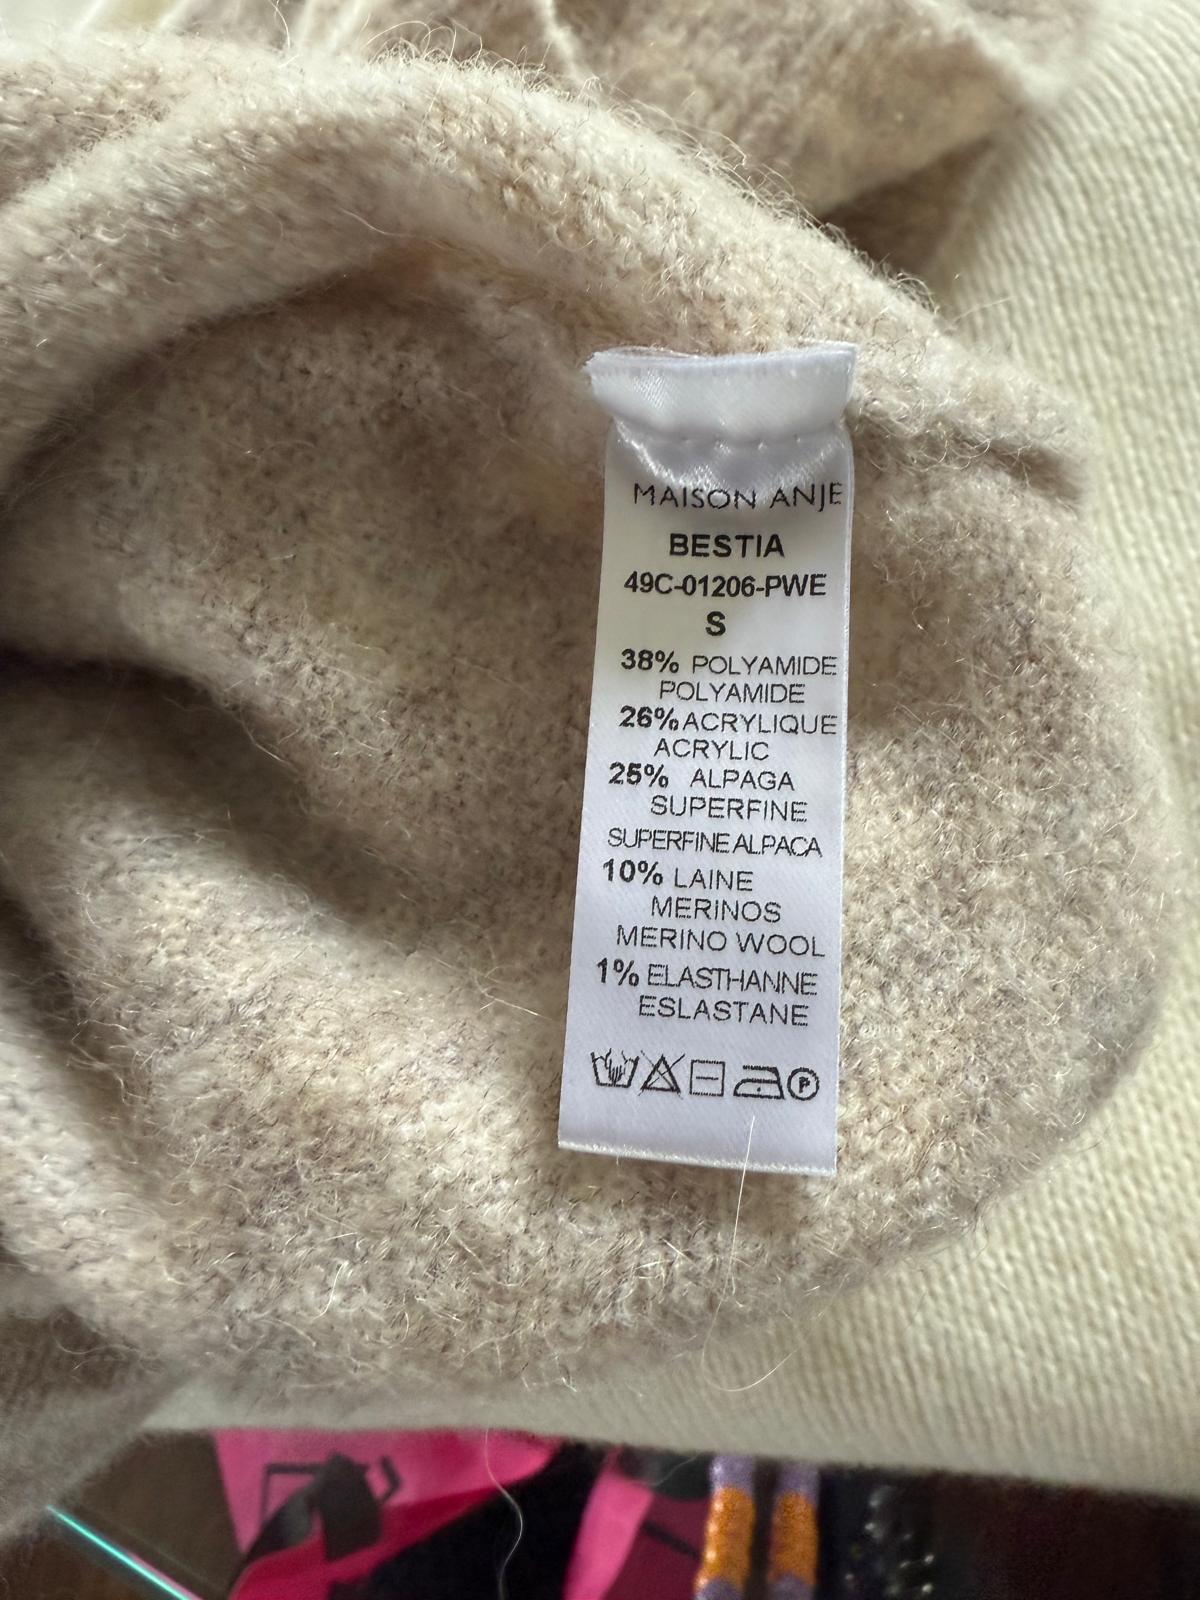 MAISON ANJE
BESTIA
49C-01206-PWE
S
38% POLYAMIDE
POLYAMIDE
26% ACRYLIQUE
ACRYLIC
25% ALPAGA
SUPERFINE
SUPERFINE ALPACA
10% LAINE
MERINOS
MERINO WOOL
1% ELASTHANNE
ESLASTANE
P